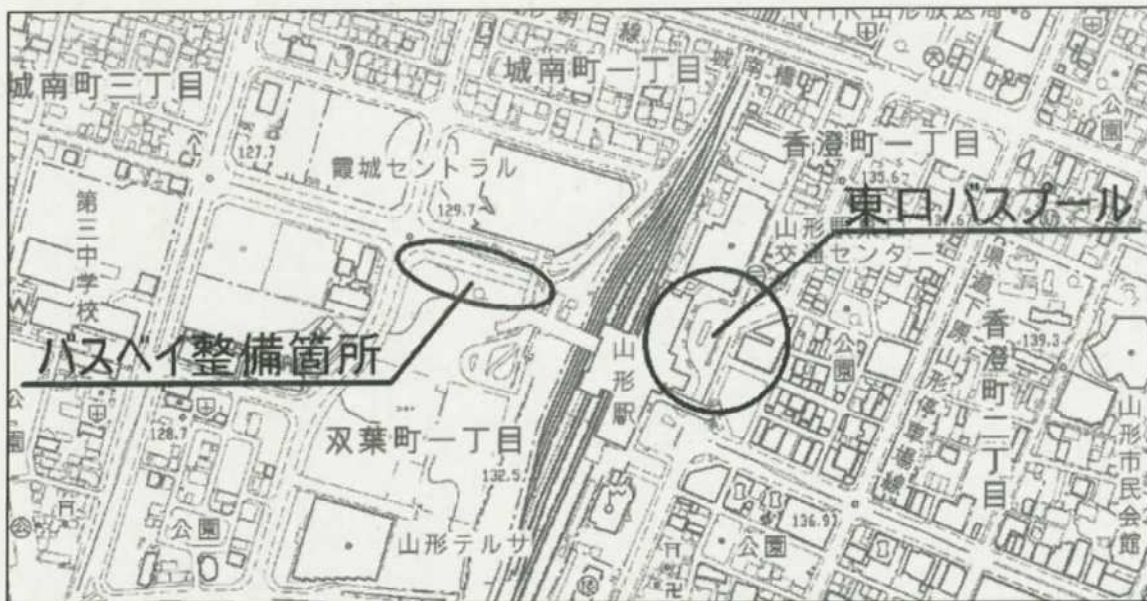 城南町三丁目
城南町一丁目
城南橋
公園
香澄町一丁目
127.7
霞城セントラル
135.6
東口バスプール
129.7
第三中学校
交通センター
バスベイ整備箇所
山形駅
公園
県道下原山形停車場線
香澄町二丁目
139.3
128.7
双葉町一丁目
132.5
山形市民会館
公園
山形テルサ
136.9
公園